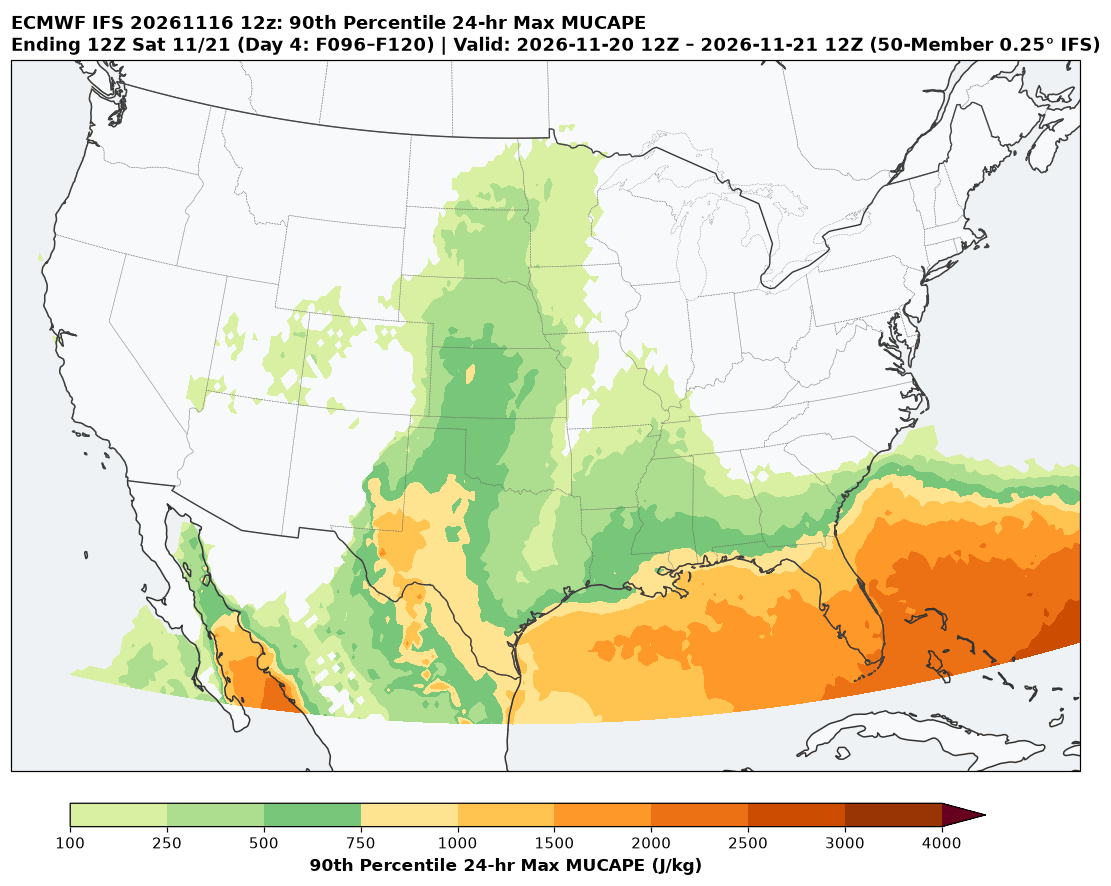 ECMWF IFS 20261116 12z: 90th Percentile 24-hr Max MUCAPE
Ending 12Z Sat 11/21 (Day 4: F096–F120) | Valid: 2026-11-20 12Z – 2026-11-21 12Z (50-Member 0.25° IFS)
100 250 500 750 1000 1500 2000 2500 3000 4000
90th Percentile 24-hr Max MUCAPE (J/kg)